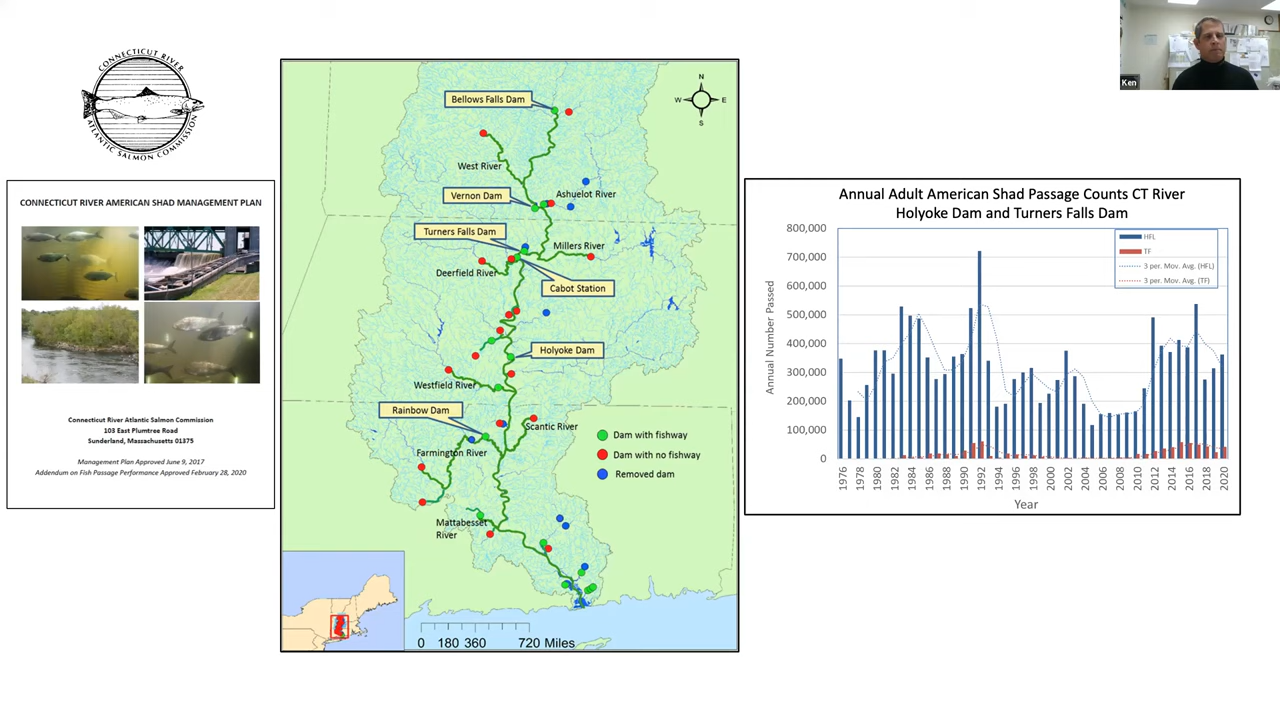 CONNECTICUT RIVER
ATLANTIC SALMON COMMISSION
CONNECTICUT RIVER AMERICAN SHAD MANAGEMENT PLAN
Connecticut River Atlantic Salmon Commission
103 East Plumtree Road
Sunderland, Massachusetts 01375
Management Plan Approved June 9, 2017
Addendum on Fish Passage Performance Approved February 28, 2020
N
W E
S
Bellows Falls Dam
West River
Vernon Dam
Ashuelot River
Turners Falls Dam
Millers River
Deerfield River
Cabot Station
Holyoke Dam
Westfield River
Rainbow Dam
Scantic River
Farmington River
Dam with fishway
Dam with no fishway
Removed dam
Mattabesset
River
0 180 360 720 Miles
Ken
Annual Adult American Shad Passage Counts CT River
Holyoke Dam and Turners Falls Dam
HFL
TF
3 per. Mov. Avg. (HFL)
3 per. Mov. Avg. (TF)
Annual Number Passed
800,000
700,000
600,000
500,000
400,000
300,000
200,000
100,000
0
1976 1978 1980 1982 1984 1986 1988 1990 1992 1994 1996 1998 2000 2002 2004 2006 2008 2010 2012 2014 2016 2018 2020
Year